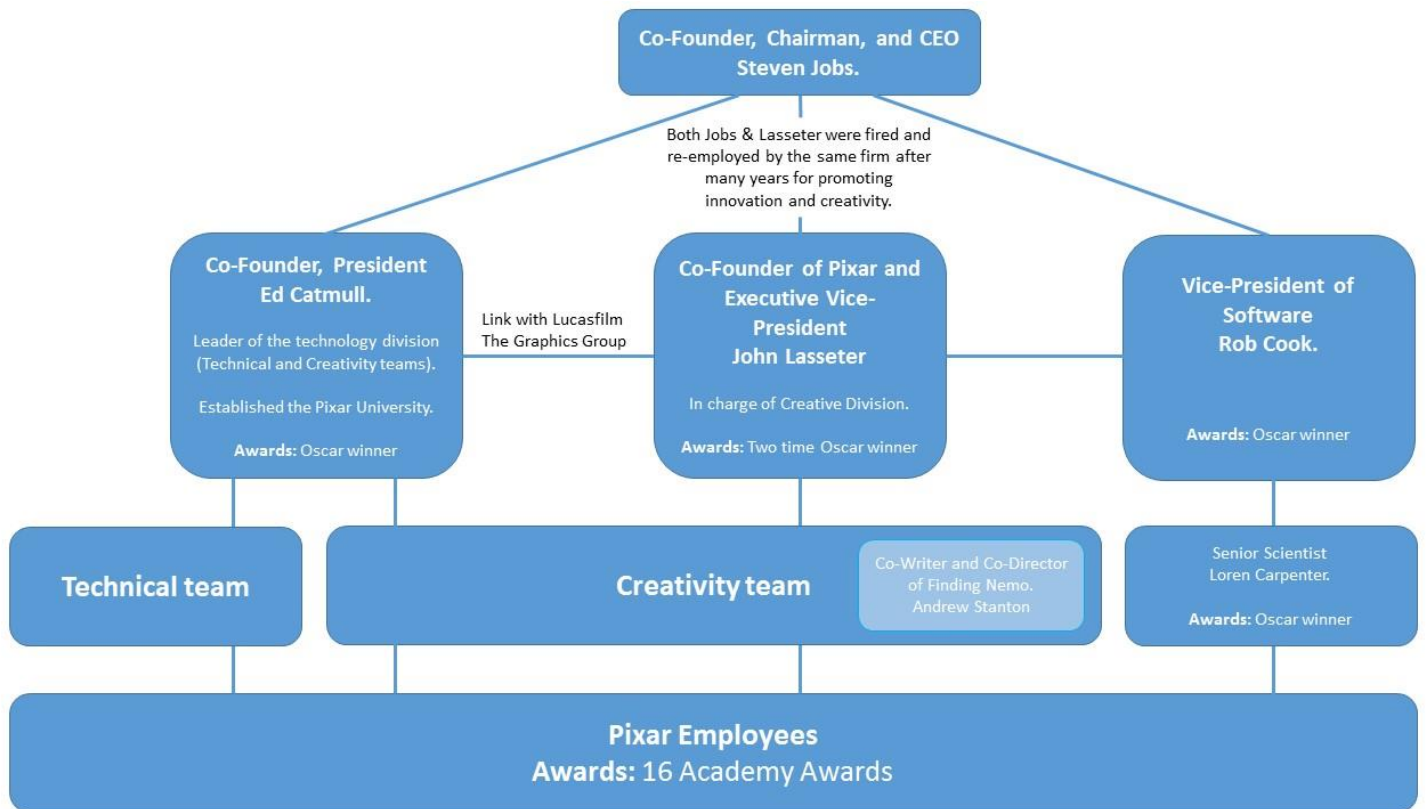 Co-Founder, Chairman, and CEO
Steven Jobs.
Both Jobs & Lasseter were fired and
re-employed by the same firm after
many years for promoting
innovation and creativity.
Co-Founder, President
Ed Catmull.
Leader of the technology division
(Technical and Creativity teams).
Established the Pixar University.
Awards: Oscar winner
Link with Lucasfilm
The Graphics Group
Co-Founder of Pixar and
Executive Vice-
President
John Lasseter
In charge of Creative Division.
Awards: Two time Oscar winner
Vice-President of
Software
Rob Cook.
Awards: Oscar winner
Technical team
Creativity team
Co-Writer and Co-Director
of Finding Nemo.
Andrew Stanton
Senior Scientist
Loren Carpenter.
Awards: Oscar winner
Pixar Employees
Awards: 16 Academy Awards